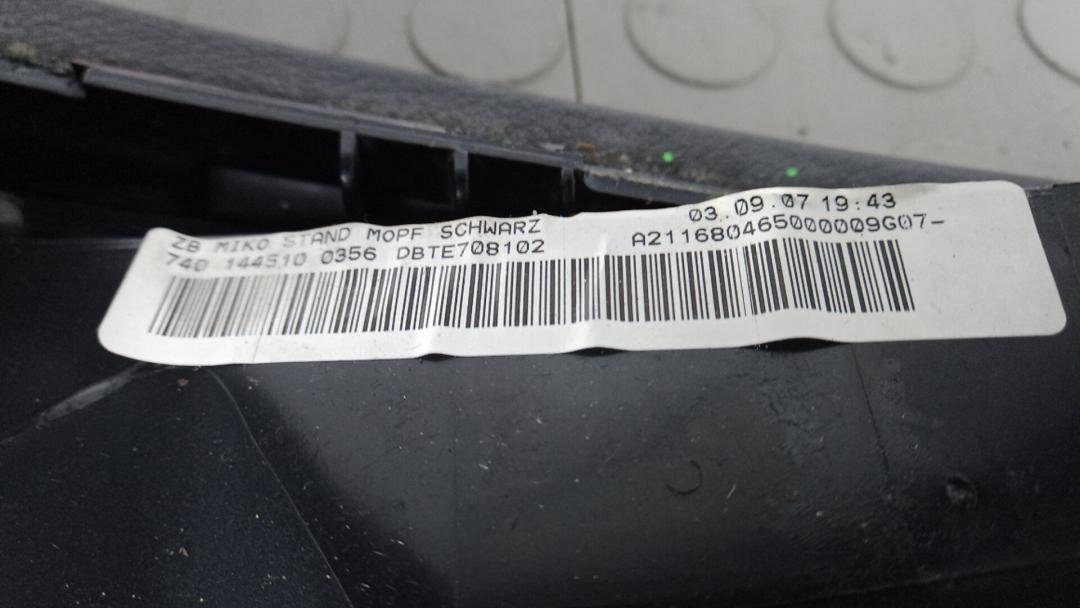 ZB MIKO STAND MOPF SCHWARZ
03.09.07 19:43
740 144510 0356 DBTE708102
A2116804650000009G07-